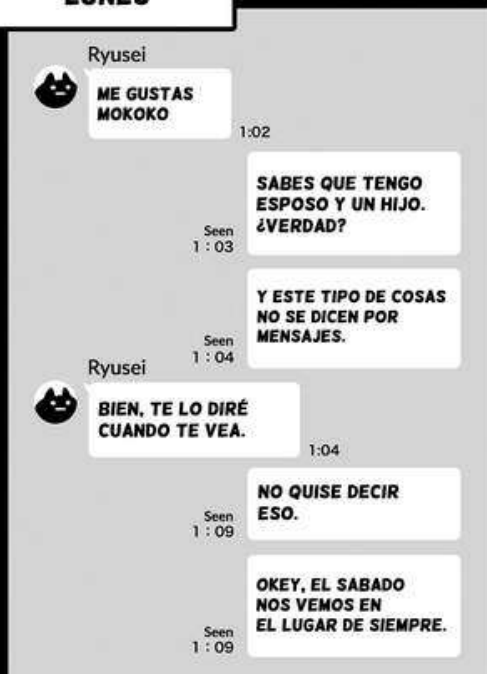 LUNES
Ryusei
ME GUSTAS
MOKOKO
1:02
SABES QUE TENGO
ESPOSO Y UN HIJO.
¿VERDAD?
Seen
1:03
Y ESTE TIPO DE COSAS
NO SE DICEN POR
MENSAJES.
Seen
1:04
Ryusei
BIEN, TE LO DIRÉ
CUANDO TE VEA.
1:04
NO QUISE DECIR
ESO.
Seen
1:09
OKEY, EL SABADO
NOS VEMOS EN
EL LUGAR DE SIEMPRE.
Seen
1:09